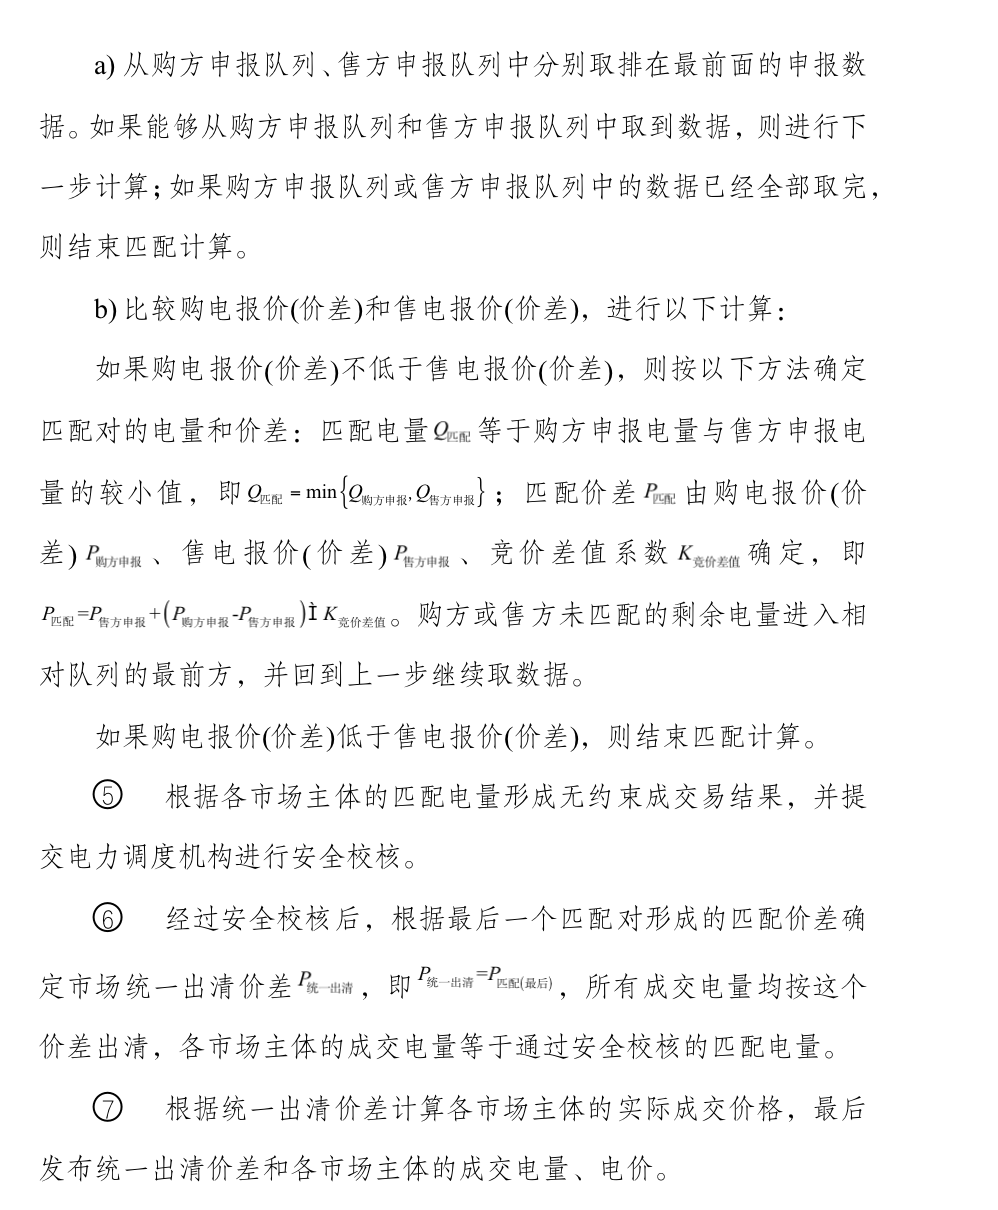 a) 从购方申报队列、售方申报队列中分别取排在最前面的申报数
据。如果能够从购方申报队列和售方申报队列中取到数据，则进行下
一步计算；如果购方申报队列或售方申报队列中的数据已经全部取完，
则结束匹配计算。
b) 比较购电报价(价差)和售电报价(价差)，进行以下计算：
如果购电报价(价差)不低于售电报价(价差)，则按以下方法确定
匹配对的电量和价差：匹配电量Q匹配 等于购方申报电量与售方申报电
量的较小值，即Q匹配 = min{Q购方申报, Q售方申报}；匹配价差 P匹配 由购电报价(价
差) P购方申报 、售电报价(价差) P售方申报 、竞价差值系数 K竞价差值 确定，即
P匹配=P售方申报+(P购方申报-P售方申报)Ì K竞价差值。购方或售方未匹配的剩余电量进入相
对队列的最前方，并回到上一步继续取数据。
如果购电报价(价差)低于售电报价(价差)，则结束匹配计算。
⑤ 根据各市场主体的匹配电量形成无约束成交易结果，并提
交电力调度机构进行安全校核。
⑥ 经过安全校核后，根据最后一个匹配对形成的匹配价差确
定市场统一出清价差 P统一出清 ，即 P统一出清=P匹配(最后) ，所有成交电量均按这个
价差出清，各市场主体的成交电量等于通过安全校核的匹配电量。
⑦ 根据统一出清价差计算各市场主体的实际成交价格，最后
发布统一出清价差和各市场主体的成交电量、电价。